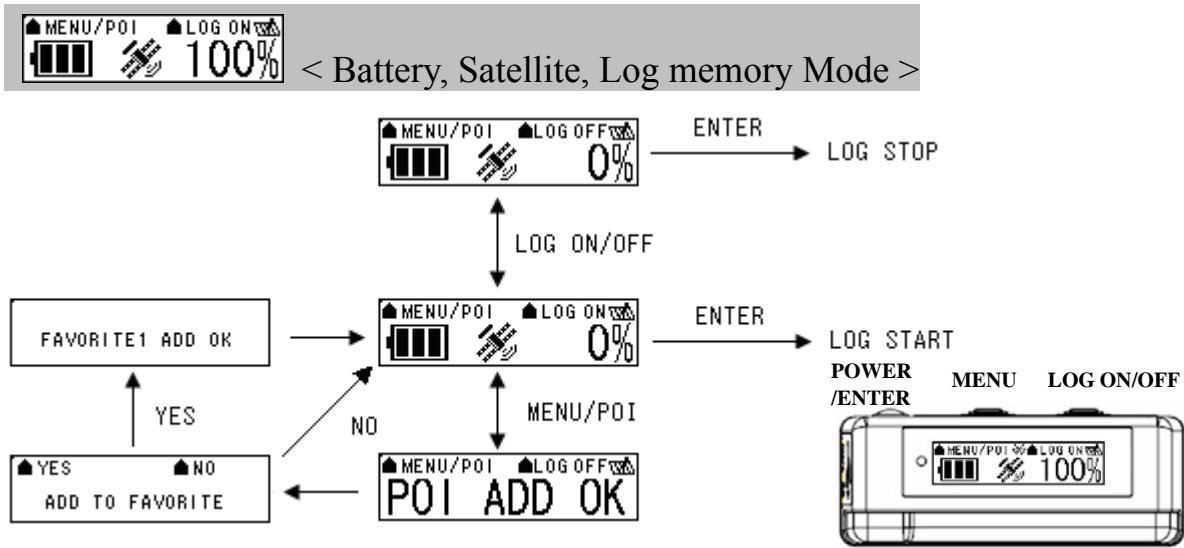 MENU/POI LOG ON
100% < Battery, Satellite, Log memory Mode >
MENU/POI LOG OFF
0%
ENTER
LOG STOP
LOG ON/OFF
FAVORITE1 ADD OK
MENU/POI LOG ON
0%
ENTER
LOG START
YES
NO
MENU/POI
YES NO
ADD TO FAVORITE
MENU/POI LOG OFF
POI ADD OK
POWER
/ENTER
MENU
LOG ON/OFF
MENU/POI LOG ON
100%